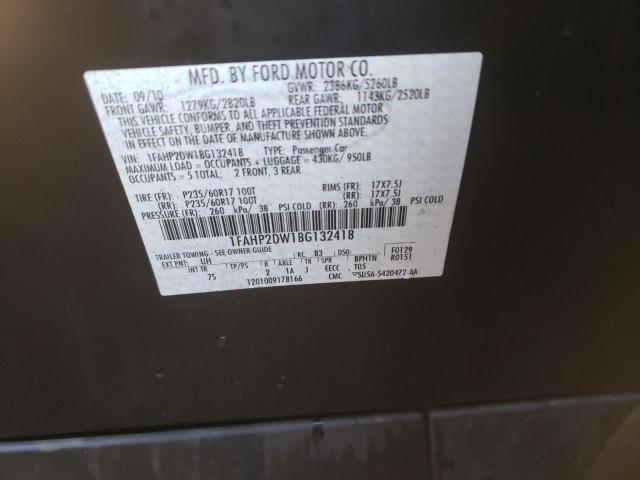 MFD. BY FORD MOTOR CO.
DATE: 09/10 GVWR: 2386KG/5260LB
FRONT GAWR: 1279KG/2820LB REAR GAWR: 1143KG/2520LB
THIS VEHICLE CONFORMS TO ALL APPLICABLE FEDERAL MOTOR
VEHICLE SAFETY, BUMPER, AND THEFT PREVENTION STANDARDS
IN EFFECT ON THE DATE OF MANUFACTURE SHOWN ABOVE.
VIN: 1FAHP2DW1BG132418 TYPE: Passenger Car
MAXIMUM LOAD = OCCUPANTS + LUGGAGE = 430KG/950LB
OCCUPANTS = 5 TOTAL; 2 FRONT, 3 REAR
TIRE (FR): P235/60R17 100T RIMS (FR): 17X7.5J
(RR): P235/60R17 100T (RR): 17X7.5J
PRESSURE (FR): 260 kPa/ 38 PSI COLD (RR): 260 kPa/ 38 PSI COLD
1FAHP2DW1BG132418
TRAILER TOWING - SEE OWNER GUIDE
EXT PNT: UH RC: B3 F0129
INT TR TP/PS R TR SPR BPHTN R0151
7S 2 1A J EECC T05
1201009178166 CMC 5U5A-5420472-AA